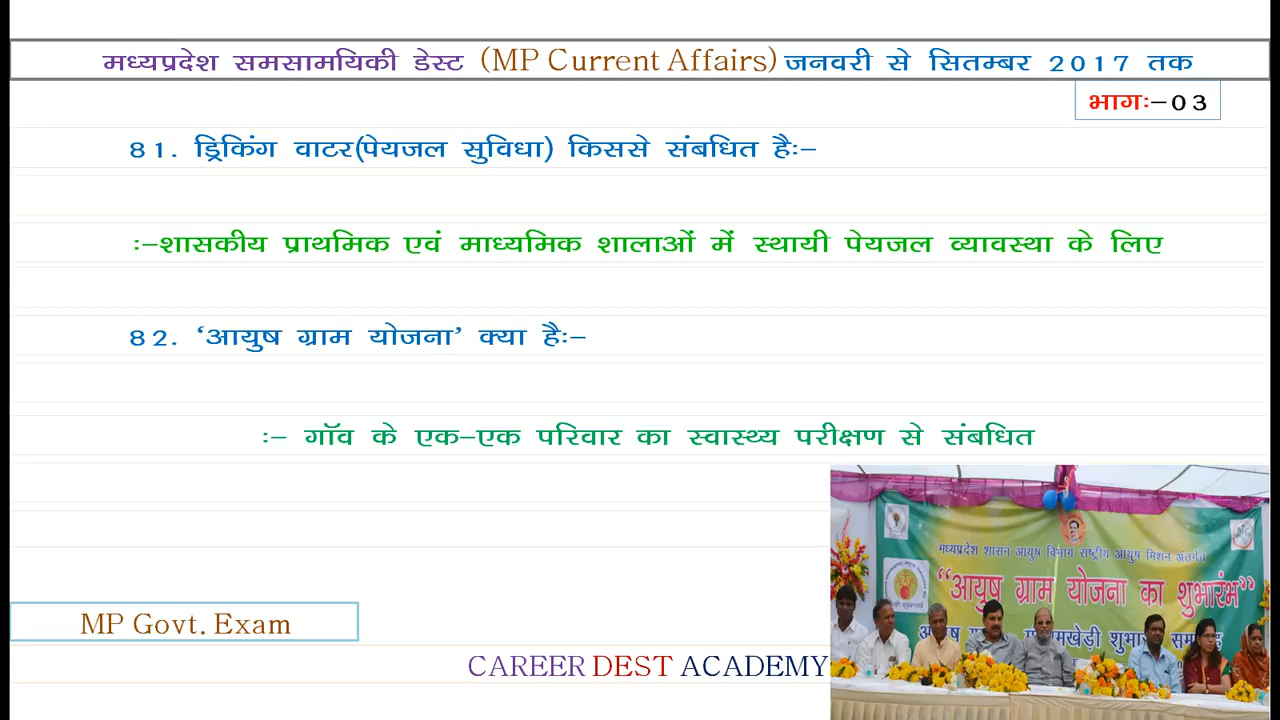 मध्यप्रदेश समसामयिकी डेस्ट (MP Current Affairs) जनवरी से सितम्बर 2017 तक
भागः-03
81. ड्रिकिंग वाटर(पेयजल सुविधा) किससे संबधित हैः-
:-शासकीय प्राथमिक एवं माध्यमिक शालाओं में स्थायी पेयजल व्यावस्था के लिए
82. ‘आयुष ग्राम योजना’ क्या हैः-
:- गॉव के एक-एक परिवार का स्वास्थ्य परीक्षण से संबधित
मध्यप्रदेश शासन आयुष विभाग राष्ट्रीय आयुष मिशन अंतर्गत
“आयुष ग्राम योजना का शुभारंभ”
MP Govt. Exam
CAREER DEST ACADEMY